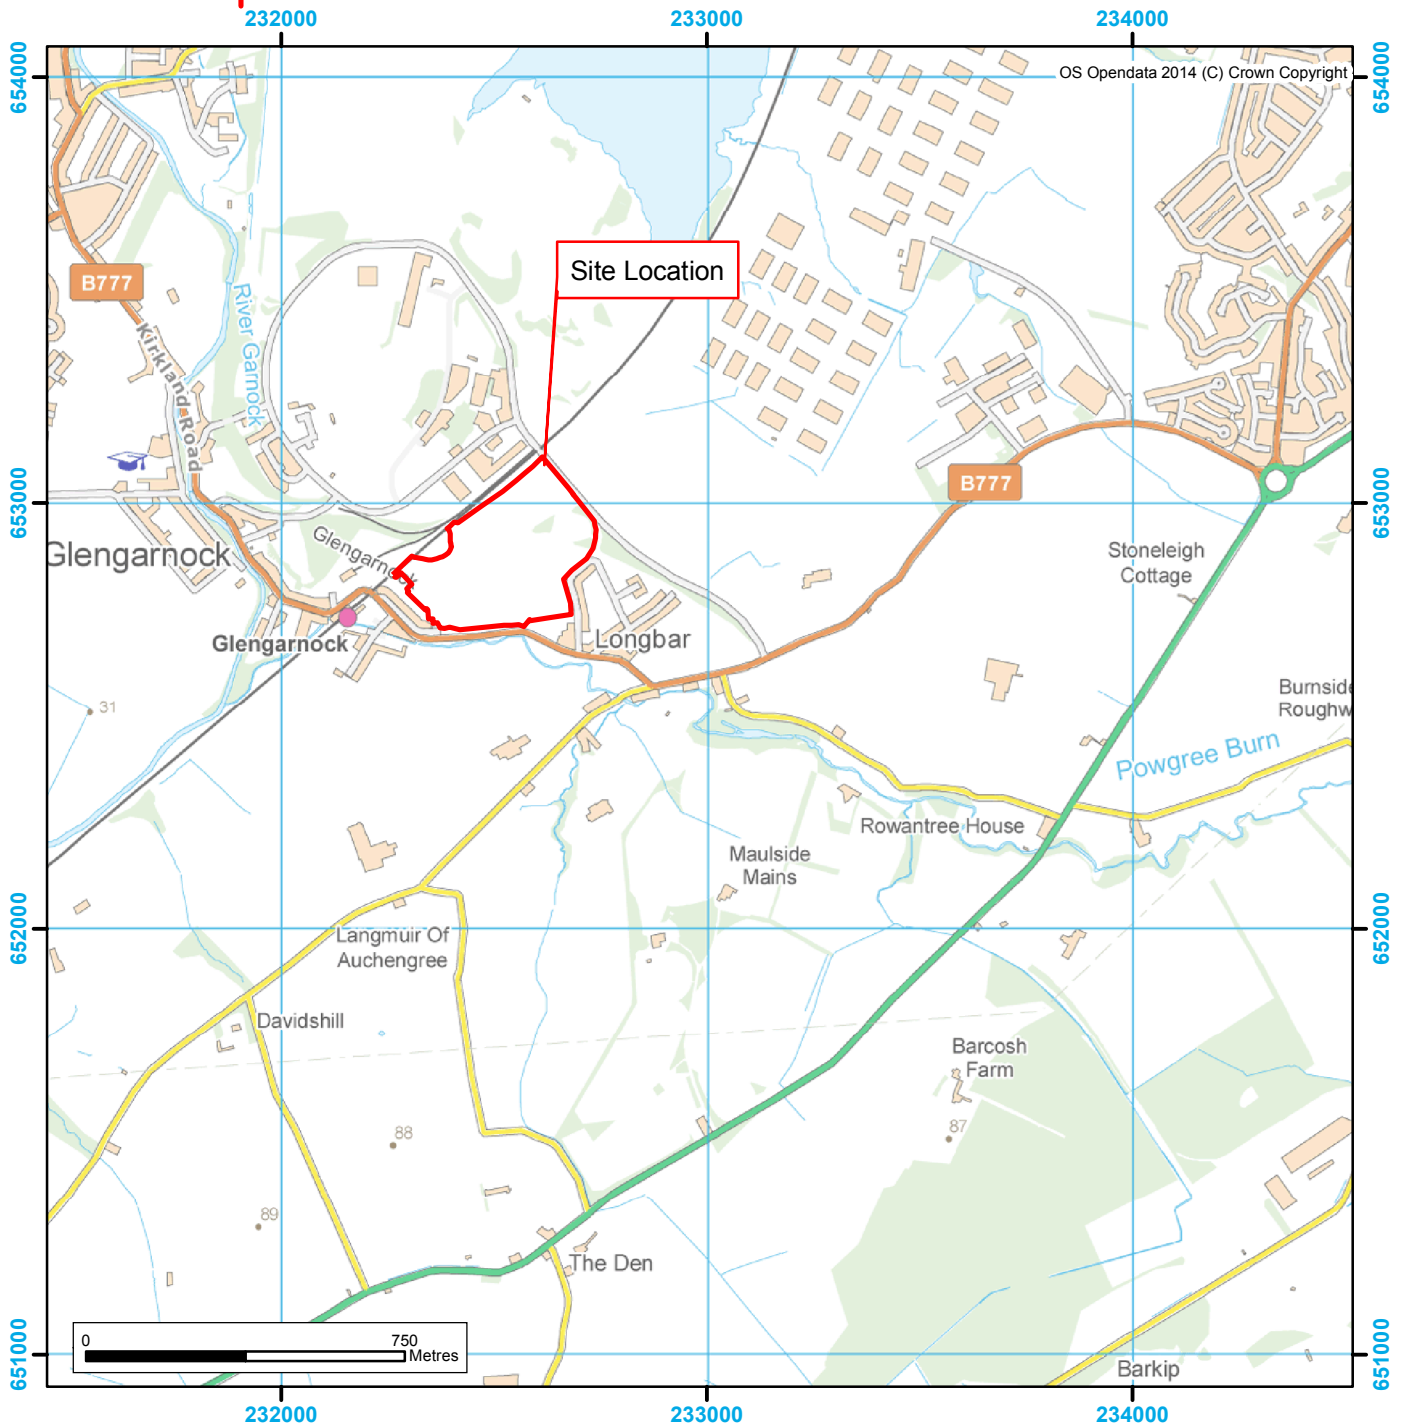 232000
233000
234000
654000
OS Opendata 2014 (C) Crown Copyright
654000
Site Location
B777
River Garnock
Kirkland Road
B777
653000
653000
Glengarnock
Glengarnock
Stoneleigh
Cottage
Glengarnock
Longbar
31
Burnside
Roughw
Powgree Burn
Rowantree House
Maulside
Mains
652000
652000
Langmuir Of
Auchengree
Davidshill
Barcosh
Farm
88
87
89
The Den
0
750
Metres
651000
651000
Barkip
232000
233000
234000